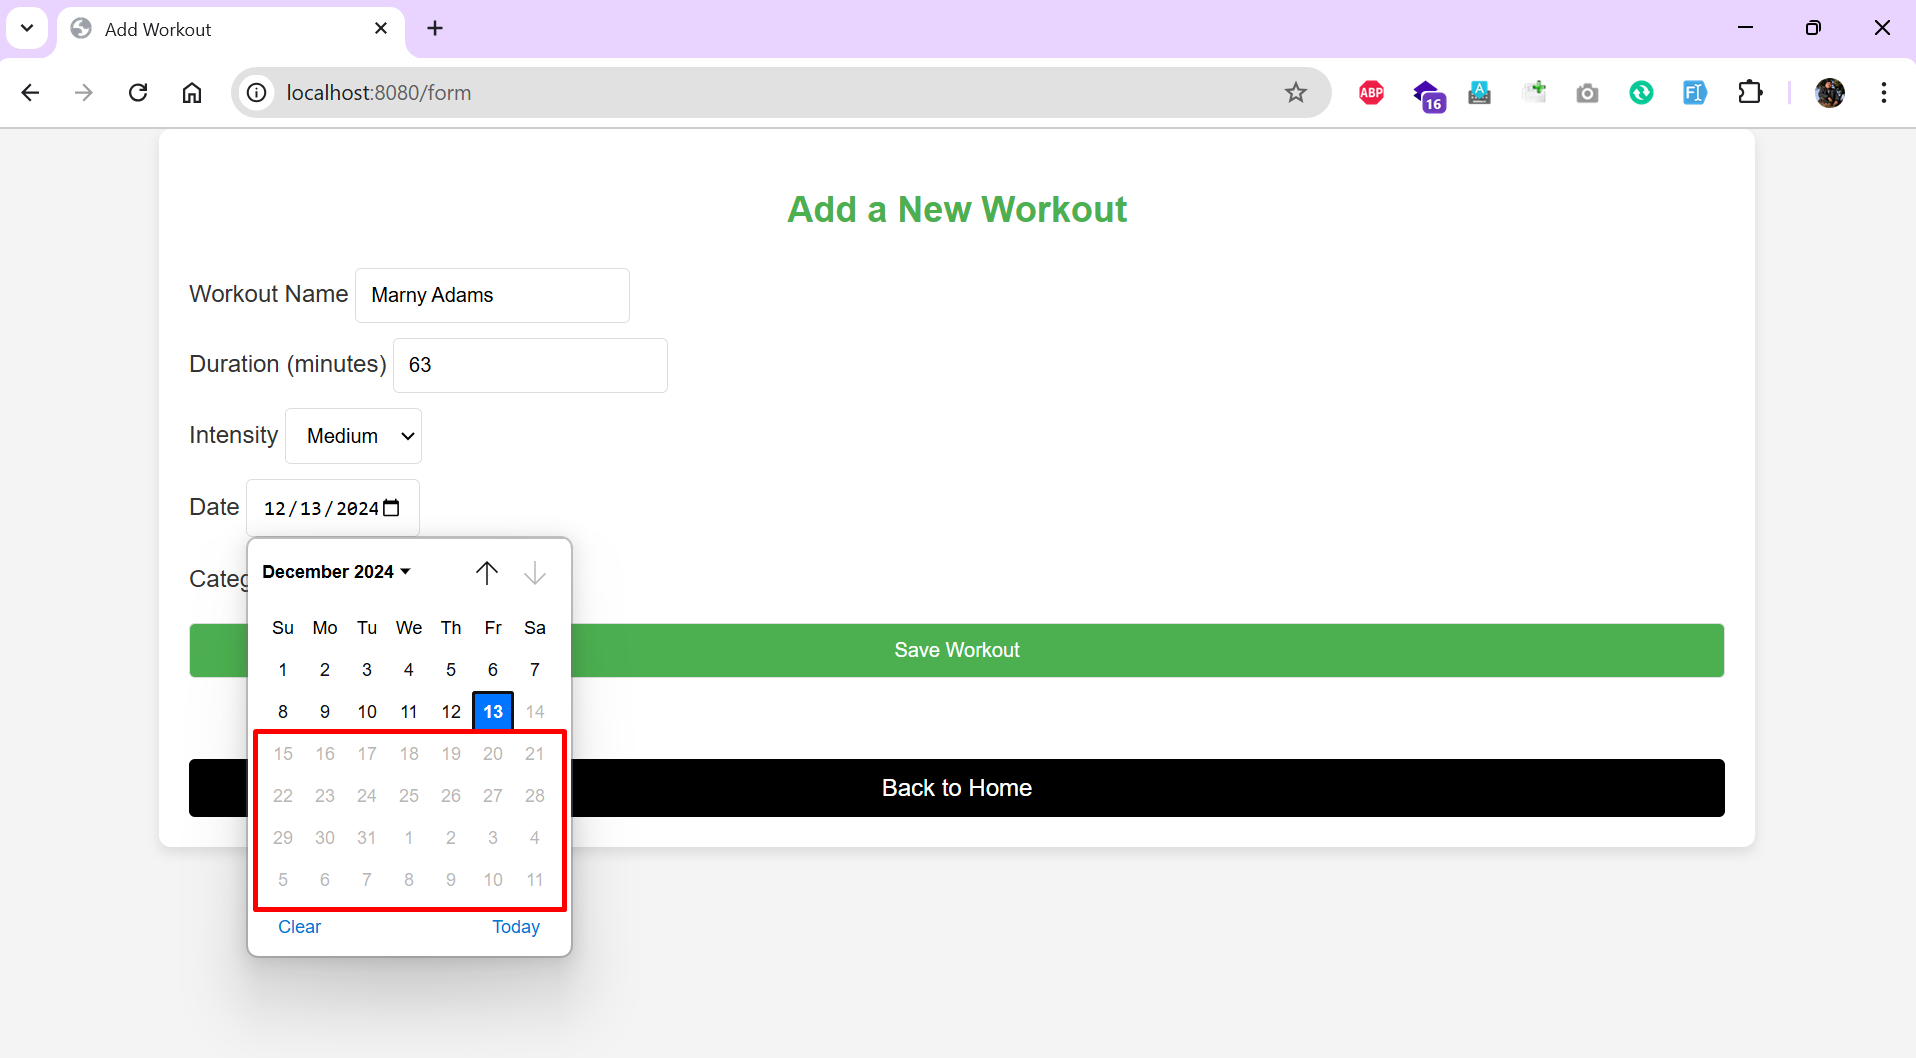 Add Workout
localhost:8080/form
ABP
16
A
F
Add a New Workout
Workout Name Marny Adams
Duration (minutes) 63
Intensity Medium
Date 12/13/2024
Categ
December 2024
Su Mo Tu We Th Fr Sa
1 2 3 4 5 6 7
8 9 10 11 12 13 14
15 16 17 18 19 20 21
22 23 24 25 26 27 28
29 30 31 1 2 3 4
5 6 7 8 9 10 11
Clear Today
Save Workout
Back to Home